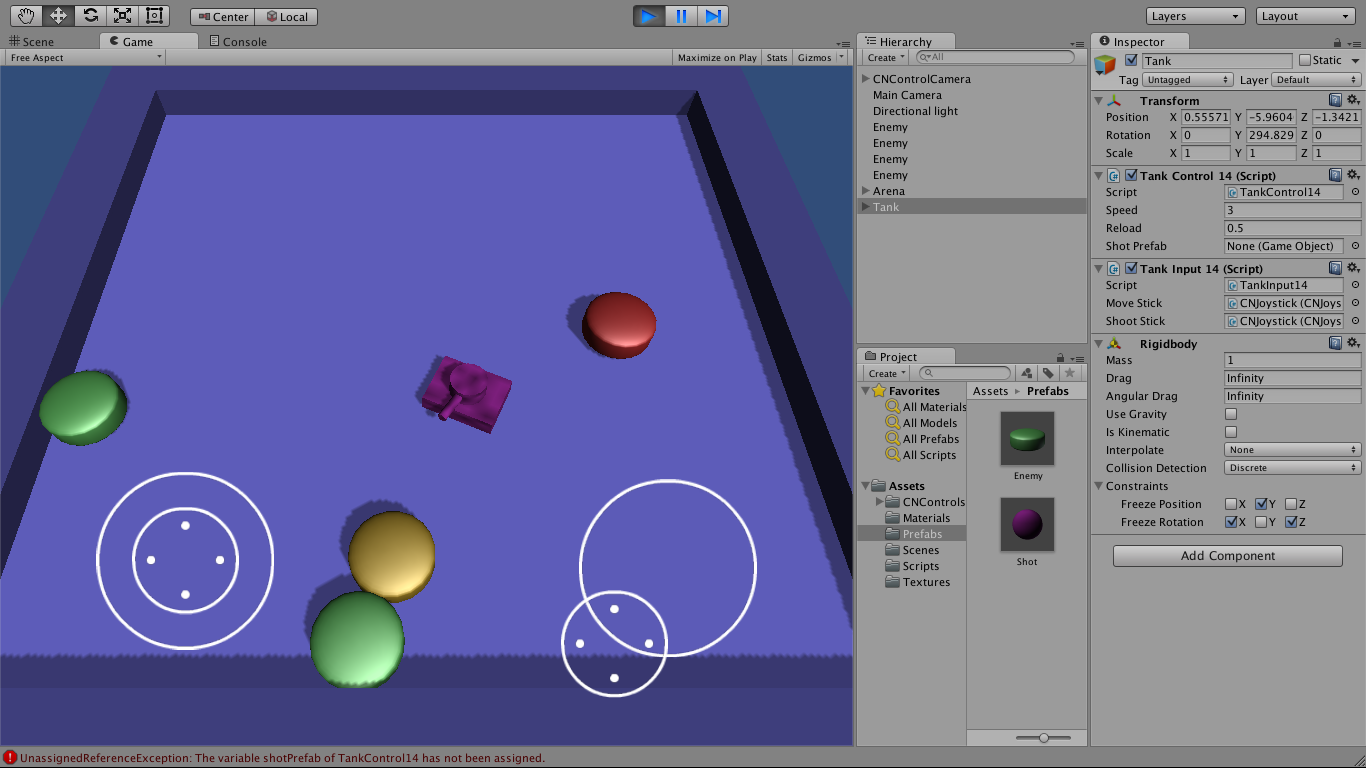 Center Local Layers Layout
Scene Game Console
Free Aspect Maximize on Play Stats Gizmos
Hierarchy
Create All
CNControlCamera
Main Camera
Directional light
Enemy
Enemy
Enemy
Enemy
Arena
Tank
Project
Create
Favorites
All Materials
All Models
All Prefabs
All Scripts
Assets
CNControls
Materials
Prefabs
Scenes
Scripts
Textures
Assets Prefabs
Enemy
Shot
Inspector
Tank Static
Tag Untagged Layer Default
Transform
Position X 0.55571 Y -5.9604 Z -1.3421
Rotation X 0 Y 294.829 Z 0
Scale X 1 Y 1 Z 1
Tank Control 14 (Script)
Script TankControl14
Speed 3
Reload 0.5
Shot Prefab None (Game Object)
Tank Input 14 (Script)
Script TankInput14
Move Stick CNJoystick (CNJoys
Shoot Stick CNJoystick (CNJoys
Rigidbody
Mass 1
Drag Infinity
Angular Drag Infinity
Use Gravity
Is Kinematic
Interpolate None
Collision Detection Discrete
Constraints
Freeze Position X Y Z
Freeze Rotation X Y Z
Add Component
UnassignedReferenceException: The variable shotPrefab of TankControl14 has not been assigned.